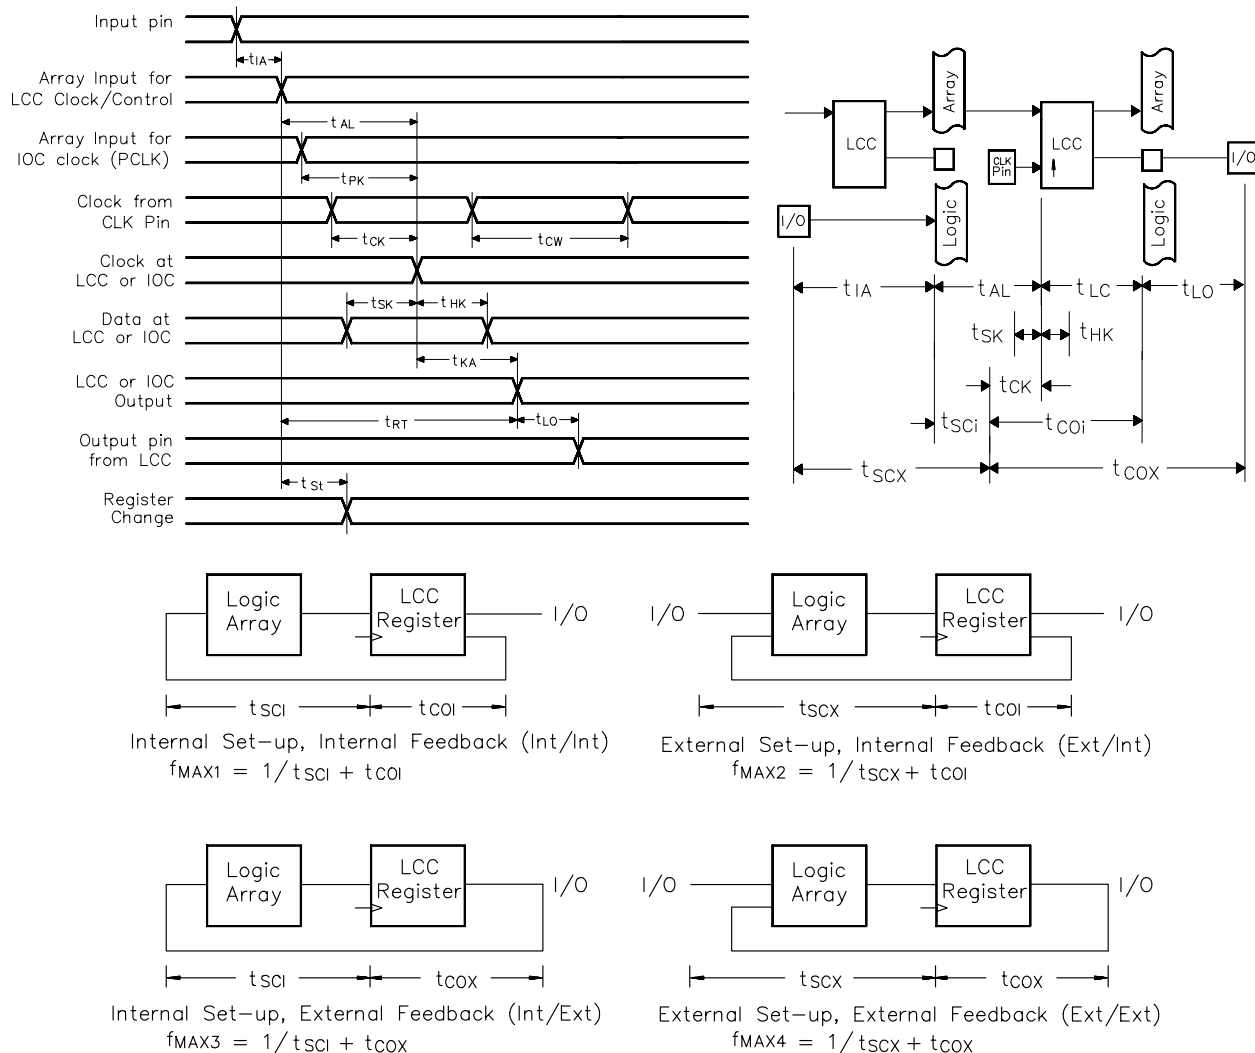 Input pin
tIA
Array Input for
LCC Clock/Control
tAL
Array Input for
IOC clock (PCLK)
tPK
Clock from
CLK Pin
tCK
tCW
Clock at
LCC or IOC
tSK
tHK
Data at
LCC or IOC
tKA
LCC or IOC
Output
tRT
tLO
Output pin
from LCC
tSt
Register
Change
Array
Array
LCC
CLK
Pin
LCC
I/O
I/O
Logic
Logic
tIA
tAL
tLC
tLO
tSK
tHK
tCK
tSCi
tCOi
tSCX
tCOX
Logic
Array
LCC
Register
I/O
tSCI
tCOI
Internal Set-up, Internal Feedback (Int/Int)
fMAX1 = 1/tSCI + tCOI
I/O
Logic
Array
LCC
Register
I/O
tSCX
tCOI
External Set-up, Internal Feedback (Ext/Int)
fMAX2 = 1/tSCX + tCOI
Logic
Array
LCC
Register
I/O
tSCI
tCOX
Internal Set-up, External Feedback (Int/Ext)
fMAX3 = 1/tSCI + tCOX
I/O
Logic
Array
LCC
Register
I/O
tSCX
tCOX
External Set-up, External Feedback (Ext/Ext)
fMAX4 = 1/tSCX + tCOX